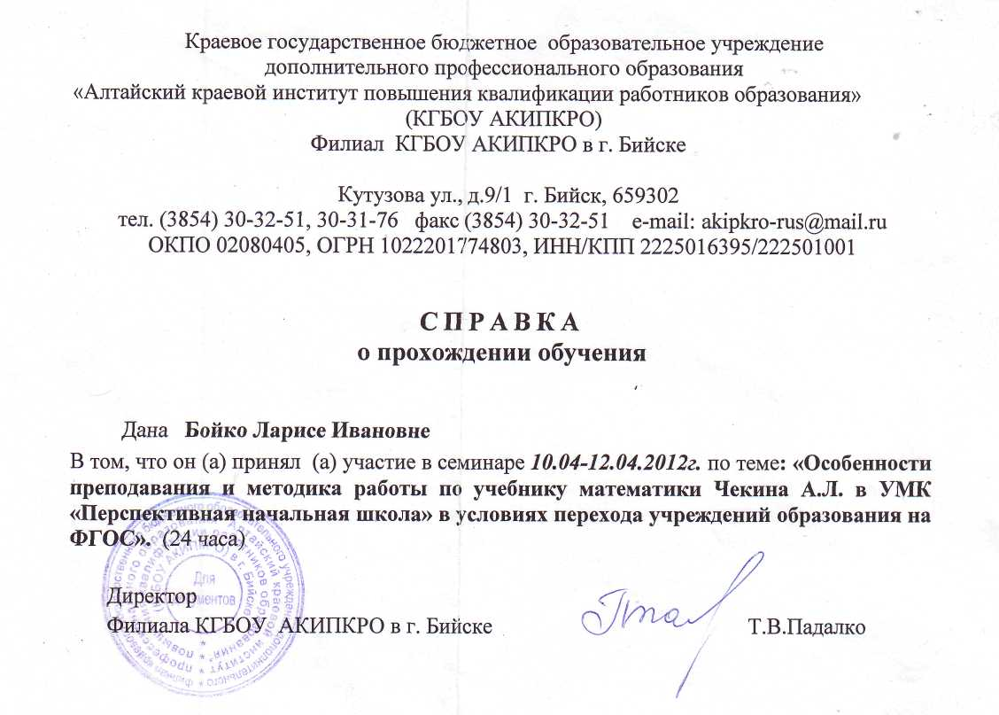 Краевое государственное бюджетное образовательное учреждение
дополнительного профессионального образования
«Алтайский краевой институт повышения квалификации работников образования»
(КГБОУ АКИПКРО)
Филиал КГБОУ АКИПКРО в г. Бийске
Кутузова ул., д.9/1 г. Бийск, 659302
тел. (3854) 30-32-51, 30-31-76 факс (3854) 30-32-51 e-mail: akipkro-rus@mail.ru
ОКПО 02080405, ОГРН 1022201774803, ИНН/КПП 2225016395/222501001
С П Р А В К А
о прохождении обучения
Дана Бойко Ларисе Ивановне
В том, что он (а) принял (а) участие в семинаре 10.04-12.04.2012г. по теме: «Особенности
преподавания и методика работы по учебнику математики Чекина А.Л. в УМК
«Перспективная начальная школа» в условиях перехода учреждений образования на
ФГОС». (24 часа)
Для
Директор
Филиала КГБОУ АКИПКРО в г. Бийске Т.В.Падалко